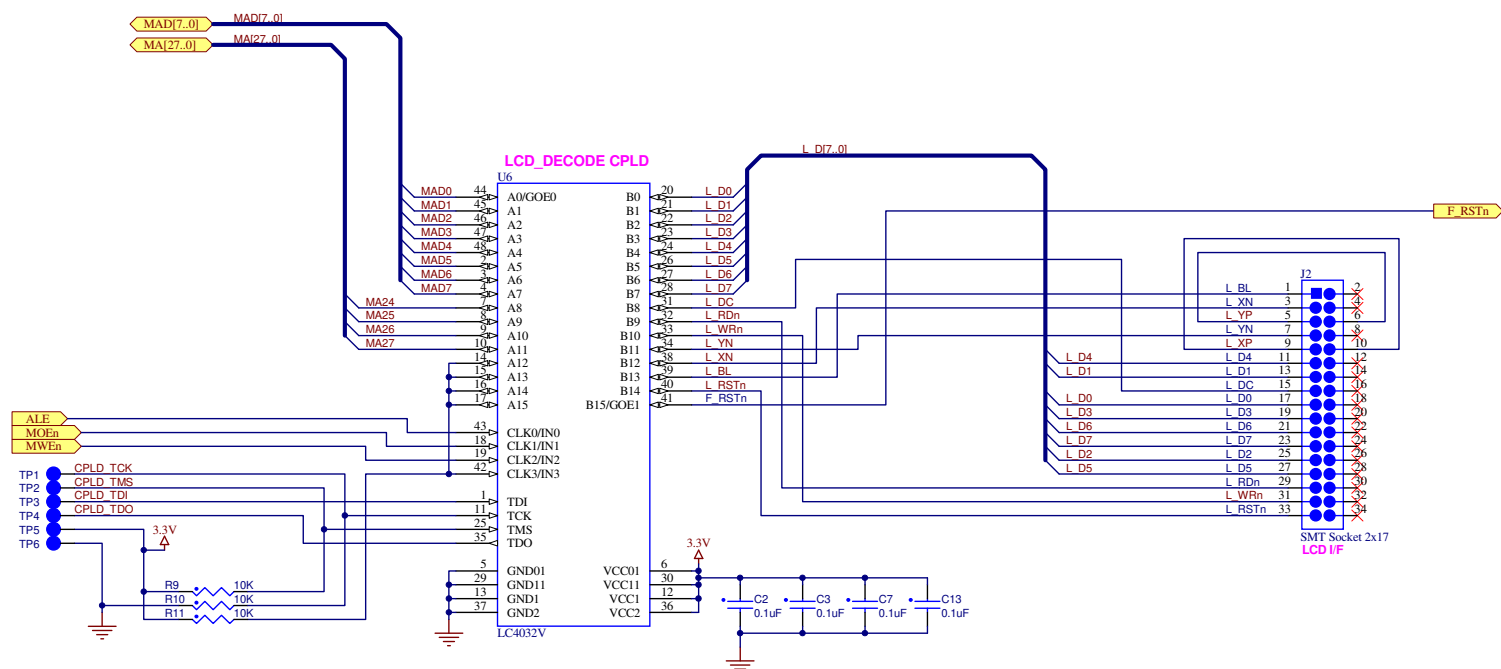 MAD[7..0] MAD[7..0]
MA[27..0] MA[27..0]
LCD_DECODE CPLD
U6
L_D[7..0]
MAD0 44 A0/GOE0 B0 20 L_D0
MAD1 45 A1 B1 21 L_D1
MAD2 46 A2 B2 22 L_D2
MAD3 47 A3 B3 23 L_D3
MAD4 48 A4 B4 24 L_D4
MAD5 2 A5 B5 26 L_D5
MAD6 3 A6 B6 27 L_D6
MAD7 4 A7 B7 28 L_D7
MA24 7 A8 B8 31 L_DC
MA25 8 A9 B9 32 L_RDn
MA26 9 A10 B10 33 L_WRn
MA27 10 A11 B11 34 L_YN
14 A12 B12 38 L_XN
15 A13 B13 39 L_BL
16 A14 B14 40 L_RSTn
17 A15 B15/GOE1 41 F_RSTn
F_RSTn
ALE
MOEn
MWEn
43 CLK0/IN0
18 CLK1/IN1
19 CLK2/IN2
42 CLK3/IN3
TP1 CPLD_TCK
TP2 CPLD_TMS
TP3 CPLD_TDI
TP4 CPLD_TDO
TP5
TP6
3.3V
1 TDI
11 TCK
25 TMS
35 TDO
R9 10K
R10 10K
R11 10K
5 GND01 VCC01 6
29 GND11 VCC11 30
13 GND1 VCC1 12
37 GND2 VCC2 36
LC4032V
3.3V
C2 0.1uF
C3 0.1uF
C7 0.1uF
C13 0.1uF
J2
L_BL 1 2
L_XN 3 4
L_YP 5 6
L_YN 7 8
L_XP 9 10
L_D4 L_D4 11 12
L_D1 L_D1 13 14
L_DC 15 16
L_D0 L_D0 17 18
L_D3 L_D3 19 20
L_D6 L_D6 21 22
L_D7 L_D7 23 24
L_D2 L_D2 25 26
L_D5 L_D5 27 28
L_RDn 29 30
L_WRn 31 32
L_RSTn 33 34
SMT Socket 2x17
LCD I/F